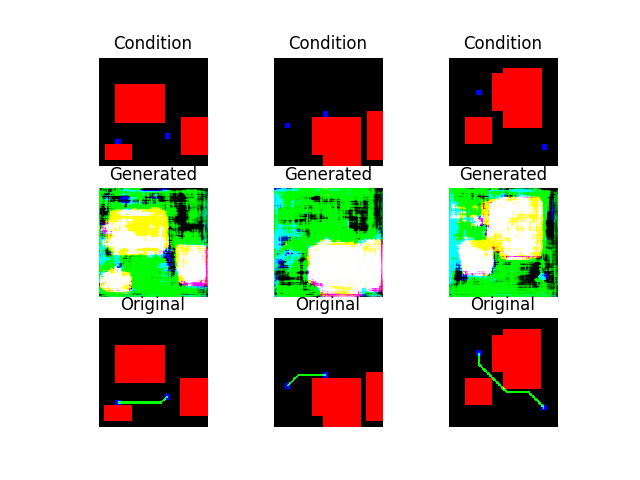 Condition Condition Condition
Generated Generated Generated
Original Original Original